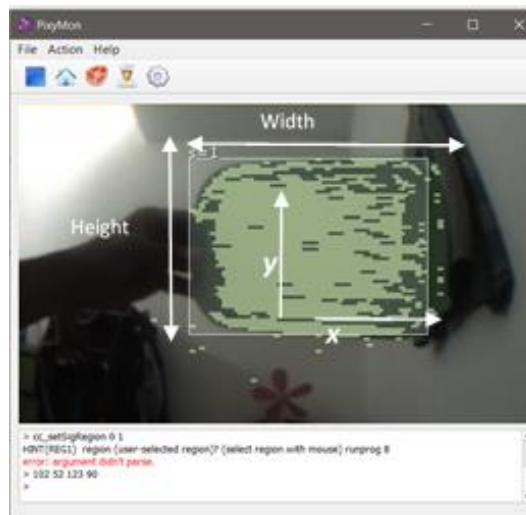 PixyMon
File Action Help
Width
s=1
Height
y
x
> cc_setSigRegion 0 1
HINT(REG1) region (user-selected region)? (select region with mouse) runprog 8
error: argument didn't parse.
> 102 52 123 90
>